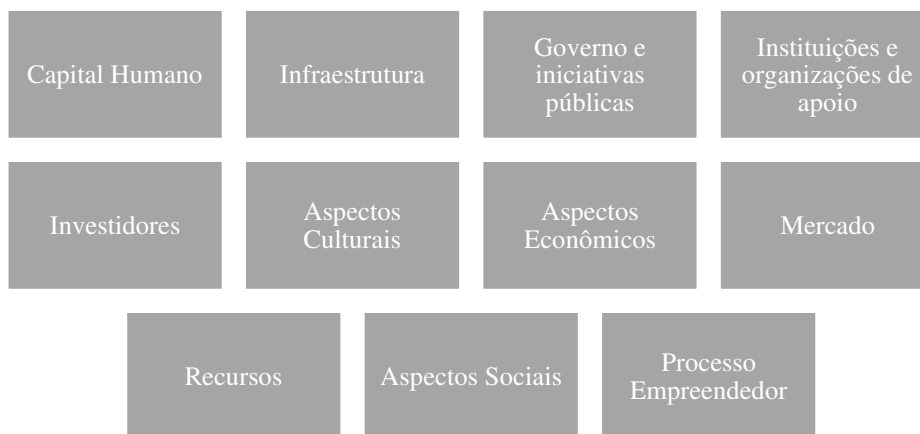 Capital Humano
Infraestrutura
Governo e
iniciativas
públicas
Instituições e
organizações de
apoio
Investidores
Aspectos
Culturais
Aspectos
Econômicos
Mercado
Recursos
Aspectos Sociais
Processo
Empreendedor